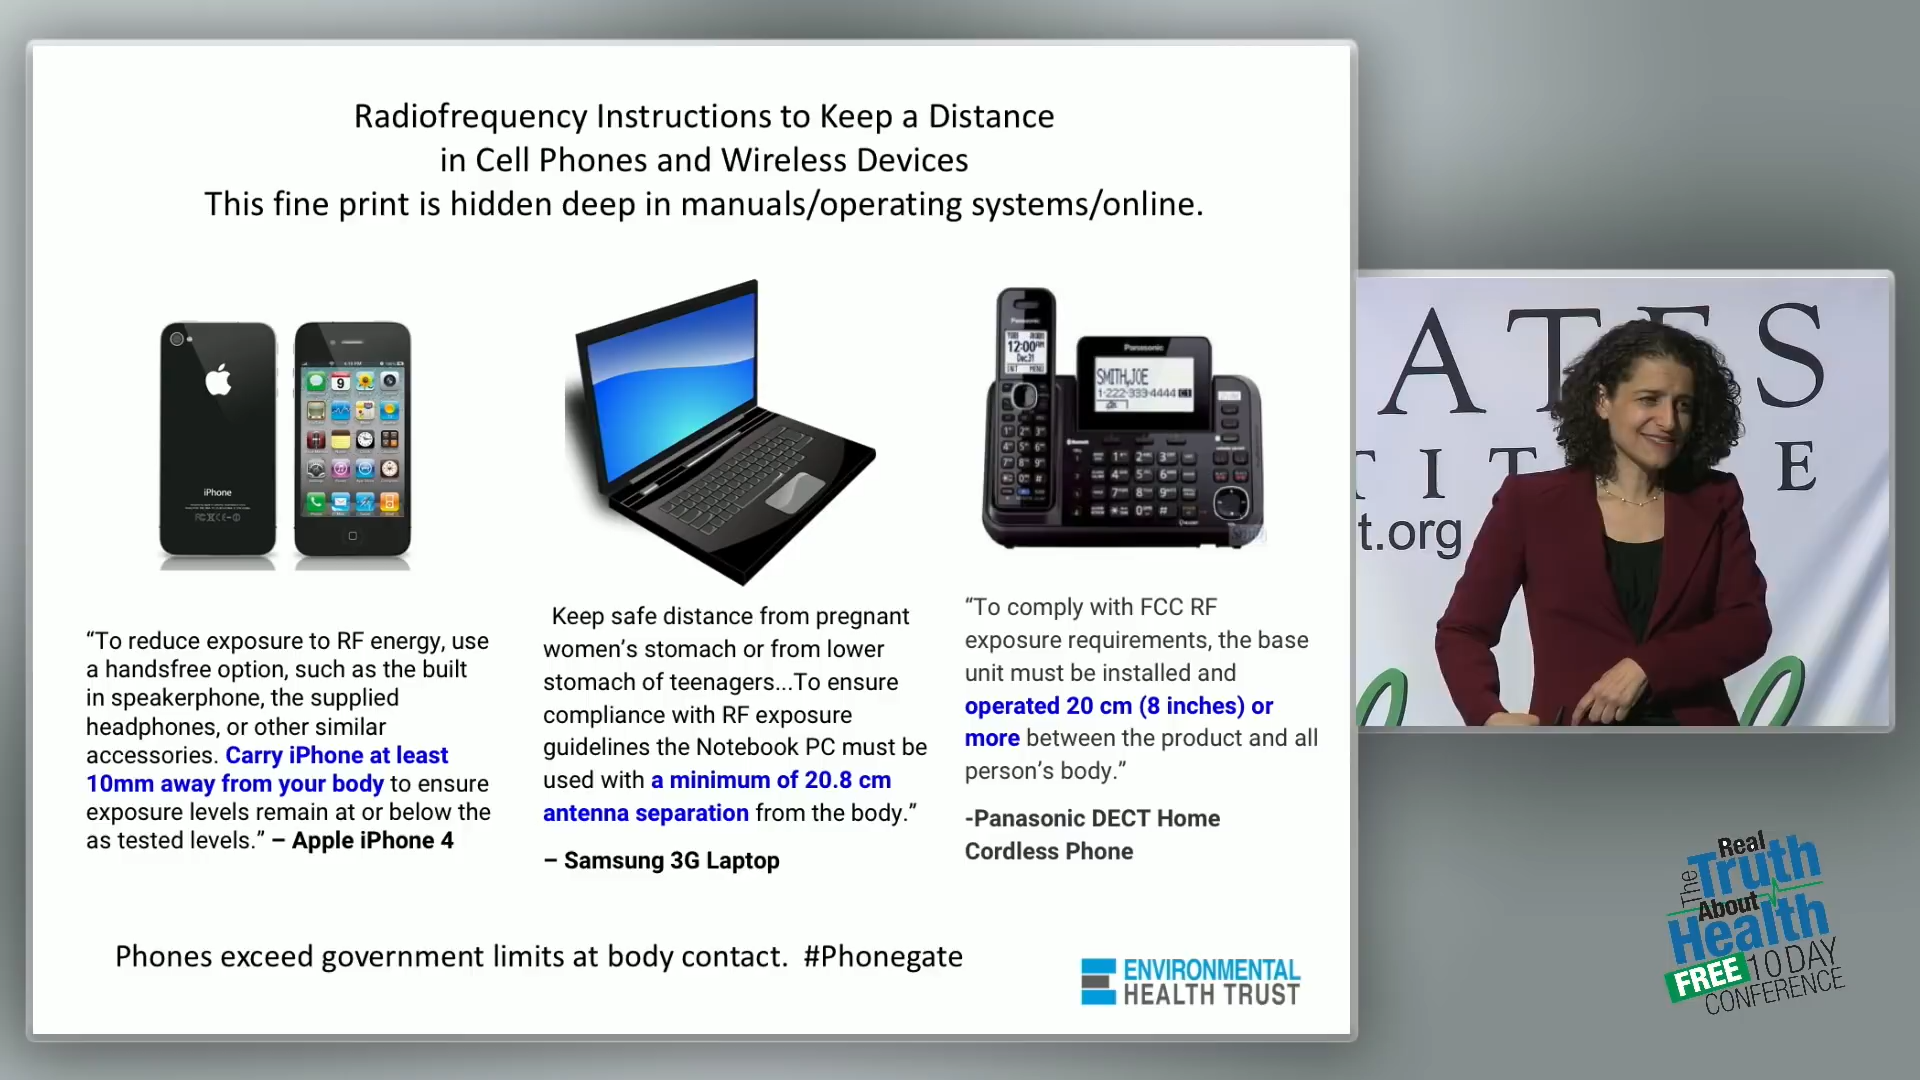 Radiofrequency Instructions to Keep a Distance
in Cell Phones and Wireless Devices
This fine print is hidden deep in manuals/operating systems/online.
iPhone
Panasonic
12:00
Panasonic
SMITH,JOE
1-222-333-4444
“To reduce exposure to RF energy, use
a handsfree option, such as the built
in speakerphone, the supplied
headphones, or other similar
accessories. Carry iPhone at least
10mm away from your body to ensure
exposure levels remain at or below the
as tested levels.” – Apple iPhone 4
Keep safe distance from pregnant
women’s stomach or from lower
stomach of teenagers...To ensure
compliance with RF exposure
guidelines the Notebook PC must be
used with a minimum of 20.8 cm
antenna separation from the body.”
– Samsung 3G Laptop
“To comply with FCC RF
exposure requirements, the base
unit must be installed and
operated 20 cm (8 inches) or
more between the product and all
person’s body.”
-Panasonic DECT Home
Cordless Phone
Phones exceed government limits at body contact. #Phonegate
ENVIRONMENTAL
HEALTH TRUST
ATES
t.org
The Real
Truth
About
Health
FREE 10 DAY
CONFERENCE